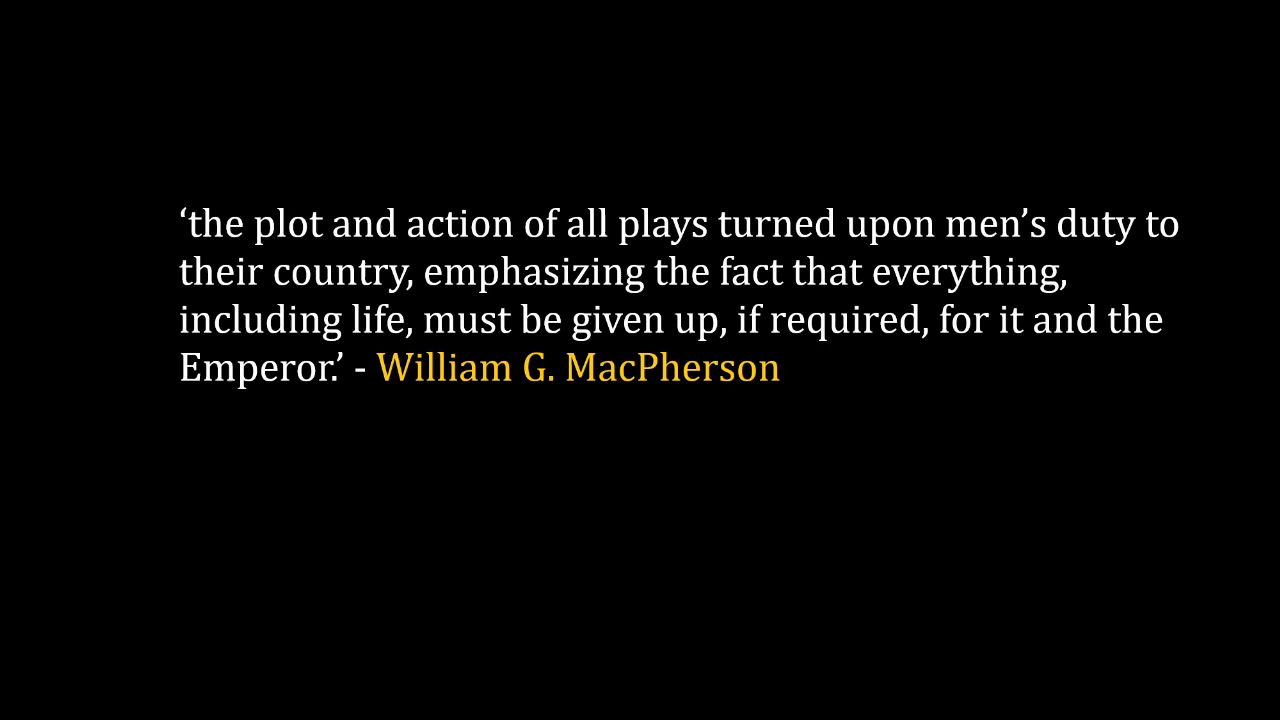 ‘the plot and action of all plays turned upon men’s duty to
their country, emphasizing the fact that everything,
including life, must be given up, if required, for it and the
Emperor.’ - William G. MacPherson